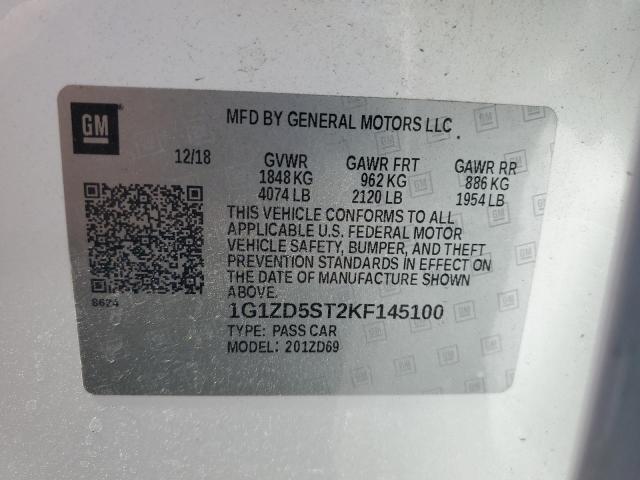 GM
MFD BY GENERAL MOTORS LLC
12/18 GVWR GAWR FRT GAWR RR
1848 KG 962 KG 886 KG
4074 LB 2120 LB 1954 LB
THIS VEHICLE CONFORMS TO ALL
APPLICABLE U.S. FEDERAL MOTOR
VEHICLE SAFETY, BUMPER, AND THEFT
PREVENTION STANDARDS IN EFFECT ON
THE DATE OF MANUFACTURE SHOWN
ABOVE.
8624
1G1ZD5ST2KF145100
TYPE: PASS CAR
MODEL: 201ZD69